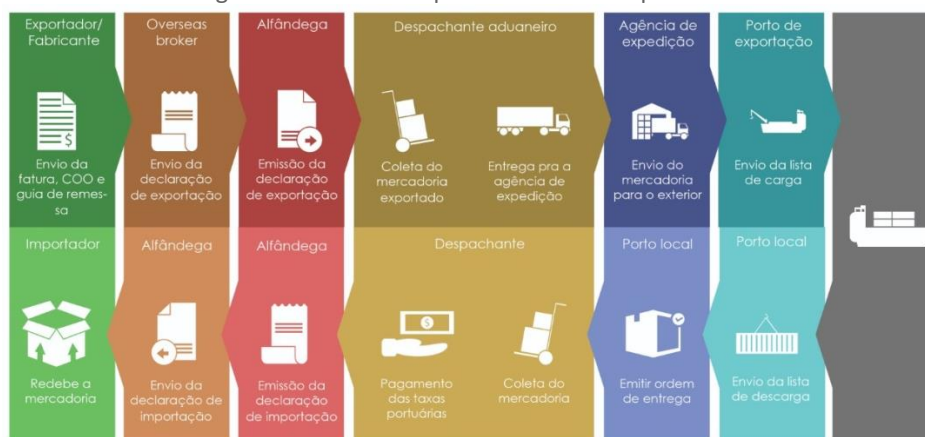 Exportador/
Fabricante
Overseas
broker
Alfândega
Despachante aduaneiro
Agência de
expedição
Porto de
exportação
$
Envio da
fatura, COO e
guia de remes-
sa
Envio da
declaração
de exportação
Emissão da
declaração
de exportação
Coleta do
mercadoria
exportado
Entrega pra a
agência de
expedição
Envio do
mercadoria
para o exterior
Envio da lista
de carga
Importador
Alfândega
Alfândega
Despachante
Porto local
Porto local
$
Redebe a
mercadoria
Envio da
declaração de
importação
Emissão da
declaração
de importação
Pagamento
das taxas
portuárias
Coleta do
mercadoria
Emitir ordem
de entrega
Envio da lista
de descarga